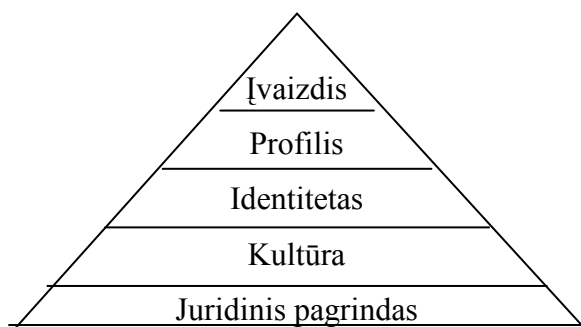 Įvaizdis
Profilis
Identitetas
Kultūra
Juridinis pagrindas